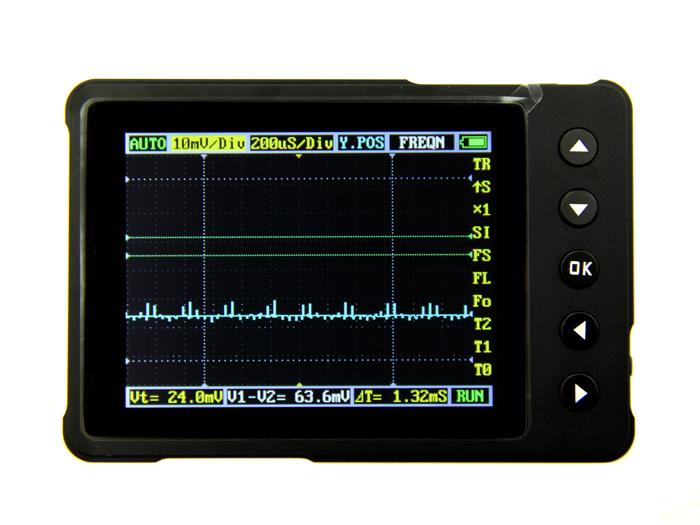 AUTO 10mV/Div 200uS/Div Y.POS FREQN
TR
↑S
×1
SI
FS
FL
Fo
T2
T1
T0
Vt= 24.0mV V1-V2= 63.6mV ⊿T= 1.32mS RUN
OK